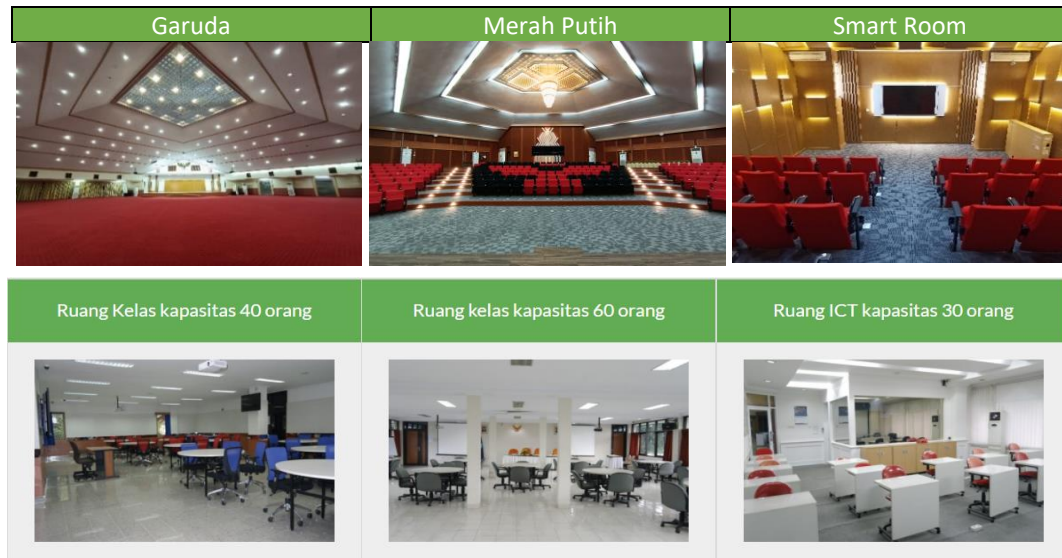 Garuda
Merah Putih
Smart Room
Ruang Kelas kapasitas 40 orang
Ruang kelas kapasitas 60 orang
Ruang ICT kapasitas 30 orang